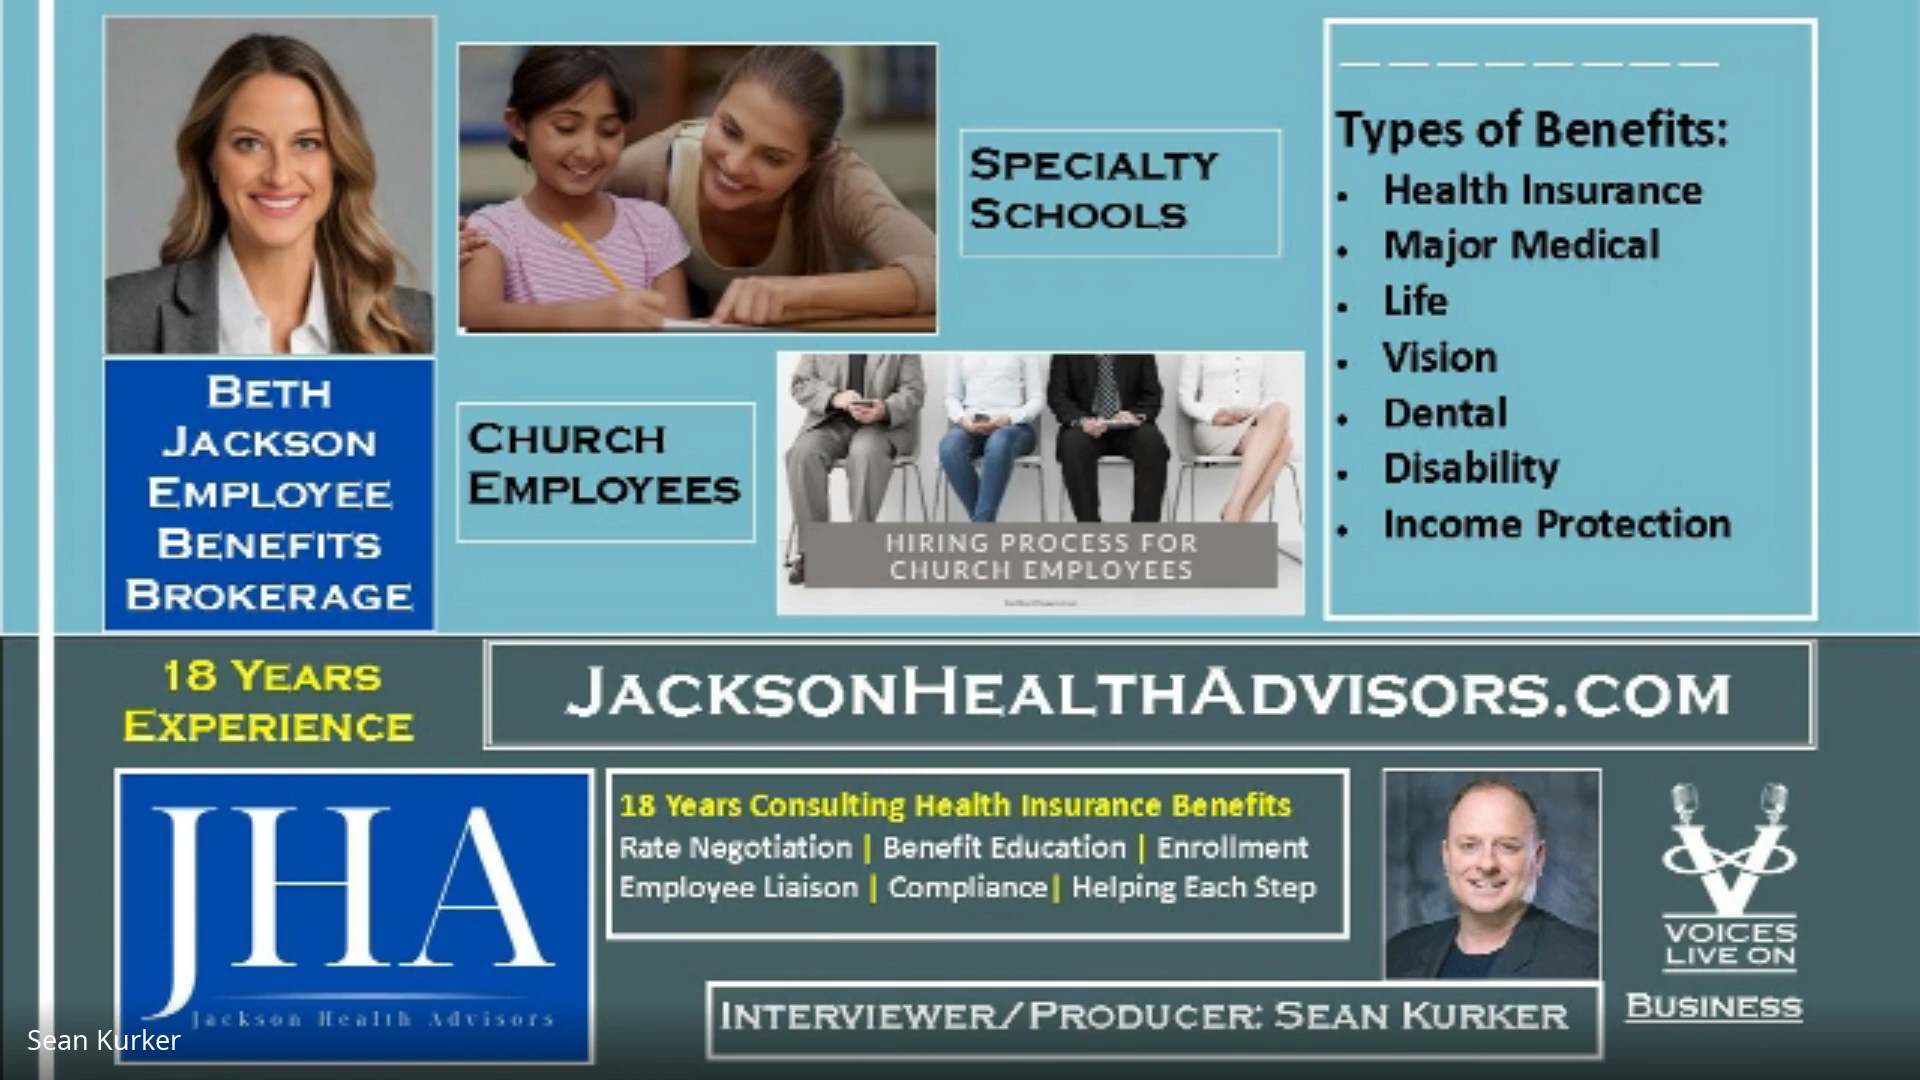 BETH
JACKSON
EMPLOYEE
BENEFITS
BROKERAGE
SPECIALTY
SCHOOLS
CHURCH
EMPLOYEES
HIRING PROCESS FOR
CHURCH EMPLOYEES
Types of Benefits:
• Health Insurance
• Major Medical
• Life
• Vision
• Dental
• Disability
• Income Protection
18 YEARS
EXPERIENCE
JACKSONHEALTHADVISORS.COM
JHA
Jackson Health Advisors
18 Years Consulting Health Insurance Benefits
Rate Negotiation | Benefit Education | Enrollment
Employee Liaison | Compliance| Helping Each Step
INTERVIEWER/PRODUCER: SEAN KURKER
V
VOICES
LIVE ON
BUSINESS
Sean Kurker